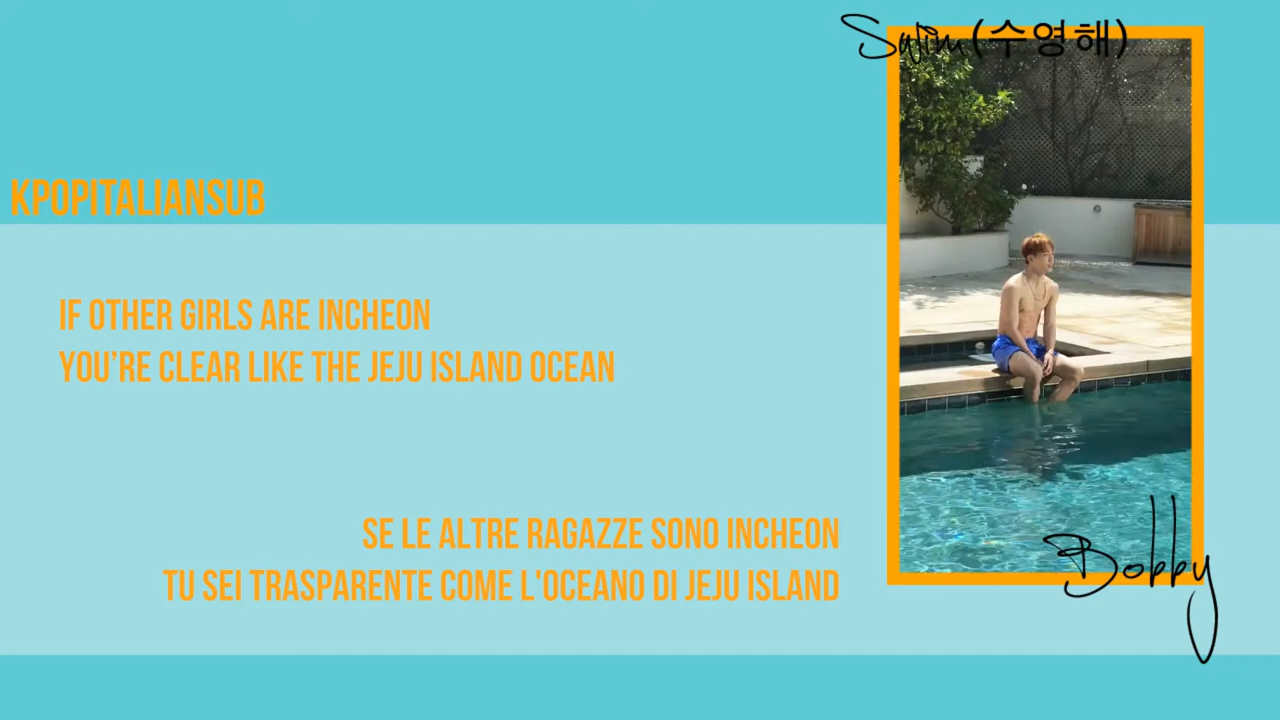 Swim (수영해)
KPOPITALIANSUB
IF OTHER GIRLS ARE INCHEON
YOU'RE CLEAR LIKE THE JEJU ISLAND OCEAN
SE LE ALTRE RAGAZZE SONO INCHEON
TU SEI TRASPARENTE COME L'OCEANO DI JEJU ISLAND
Bobby